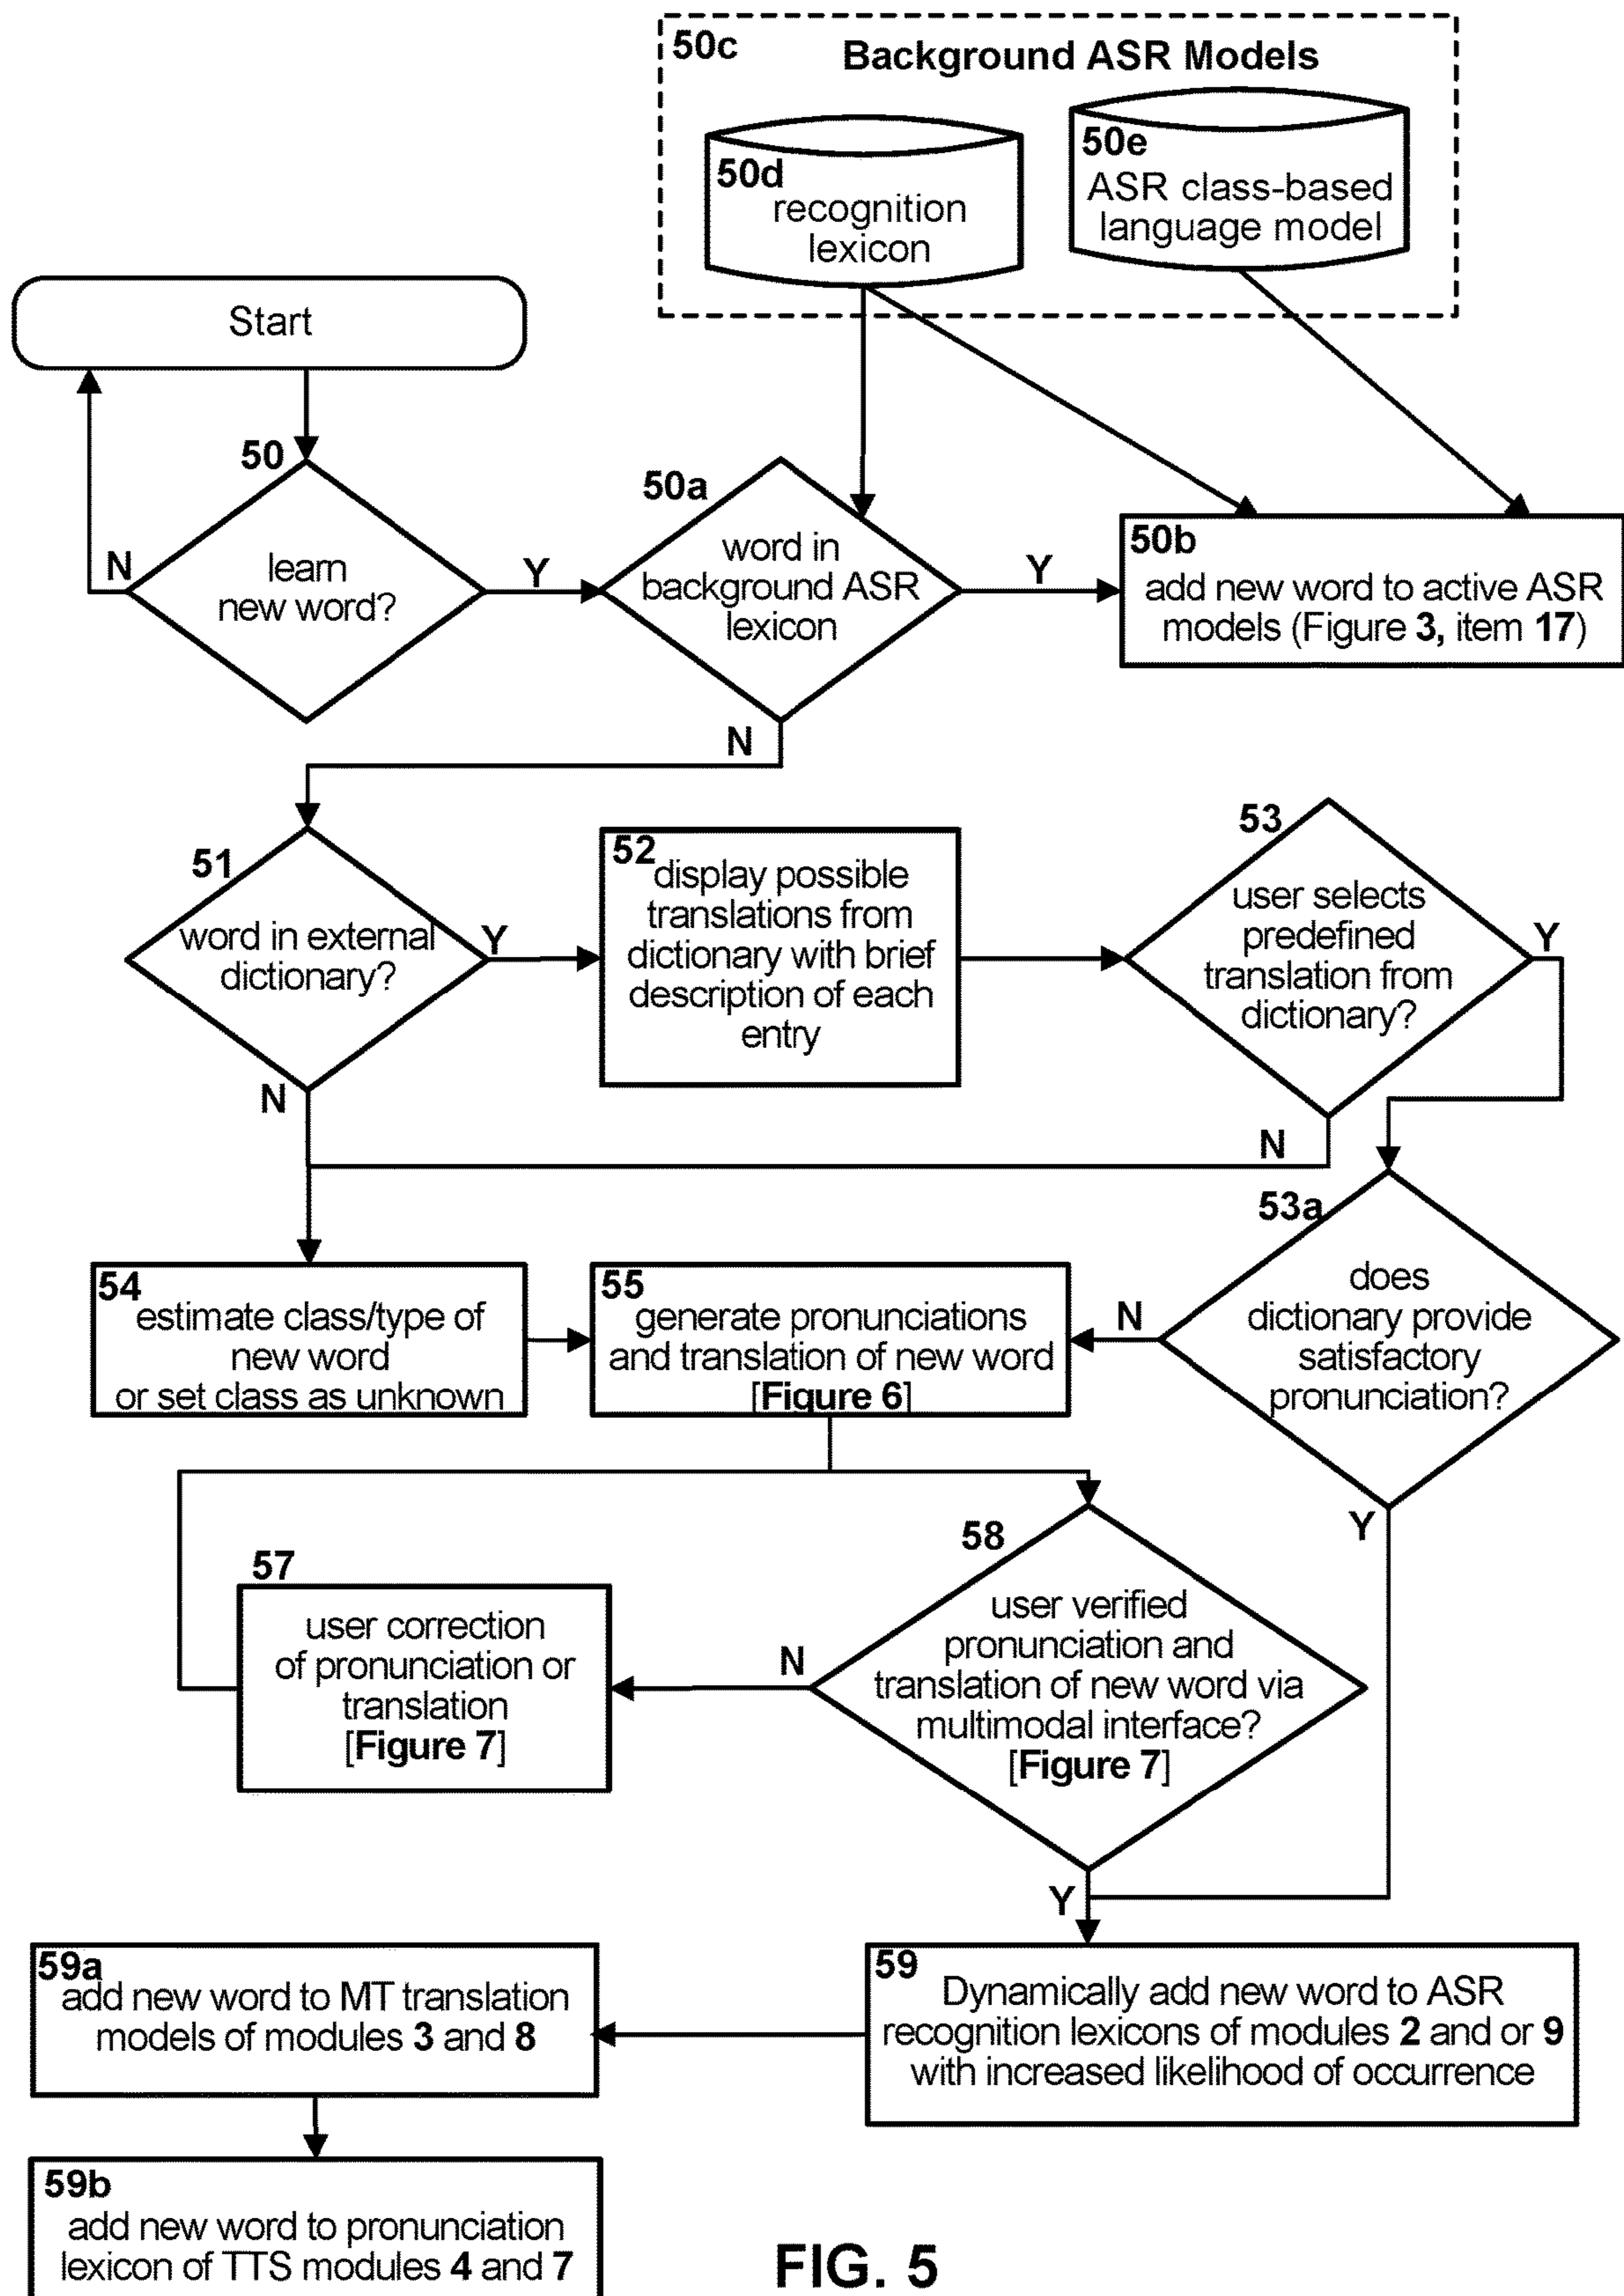 50c
Background ASR Models
50d
recognition
lexicon
50e
ASR class-based
language model
Start
50
learn
new word?
N
Y
50a
word in
background ASR
lexicon
Y
N
50b
add new word to active ASR
models (Figure 3, item 17)
51
word in external
dictionary?
Y
N
52
display possible
translations from
dictionary with brief
description of each
entry
53
user selects
predefined
translation from
dictionary?
Y
N
53a
does
dictionary provide
satisfactory
pronunciation?
N
Y
54
estimate class/type of
new word
or set class as unknown
55
generate pronunciations
and translation of new word
[Figure 6]
57
user correction
of pronunciation or
translation
[Figure 7]
58
user verified
pronunciation and
translation of new word via
multimodal interface?
[Figure 7]
N
Y
59a
add new word to MT translation
models of modules 3 and 8
59
Dynamically add new word to ASR
recognition lexicons of modules 2 and or 9
with increased likelihood of occurrence
59b
add new word to pronunciation
lexicon of TTS modules 4 and 7
FIG. 5